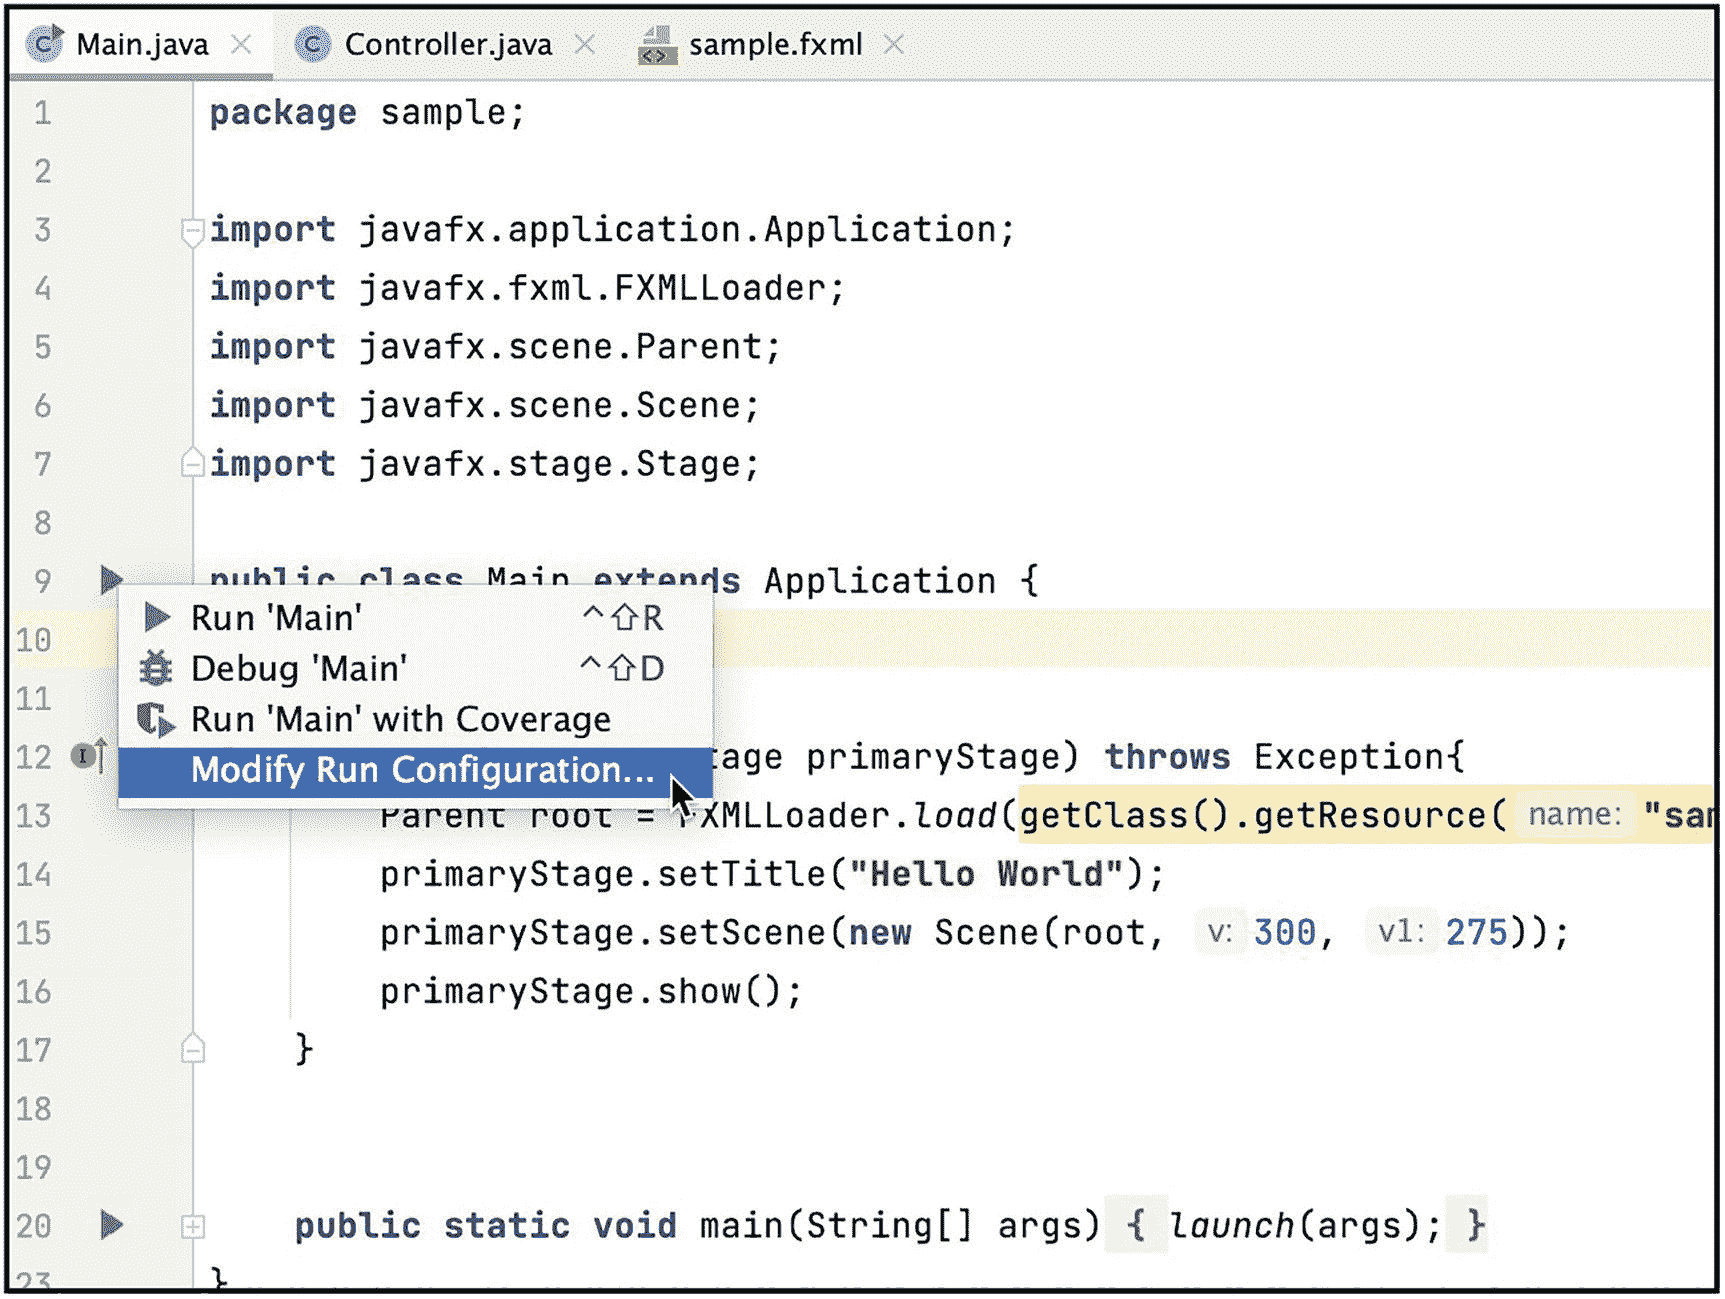 Main.java Controller.java sample.fxml
1 package sample;
2
3 import javafx.application.Application;
4 import javafx.fxml.FXMLLoader;
5 import javafx.scene.Parent;
6 import javafx.scene.Scene;
7 import javafx.stage.Stage;
8
9 public class Main extends Application {
Run 'Main' ^⇧R
10
Debug 'Main' ^⇧D
11
Run 'Main' with Coverage
12 tage primaryStage) throws Exception{
Modify Run Configuration...
13 Parent root = FXMLLoader.load(getClass().getResource( name: "sam
14 primaryStage.setTitle("Hello World");
15 primaryStage.setScene(new Scene(root, v: 300, v1: 275));
16 primaryStage.show();
17 }
18
19
20 public static void main(String[] args) { launch(args); }
23 }